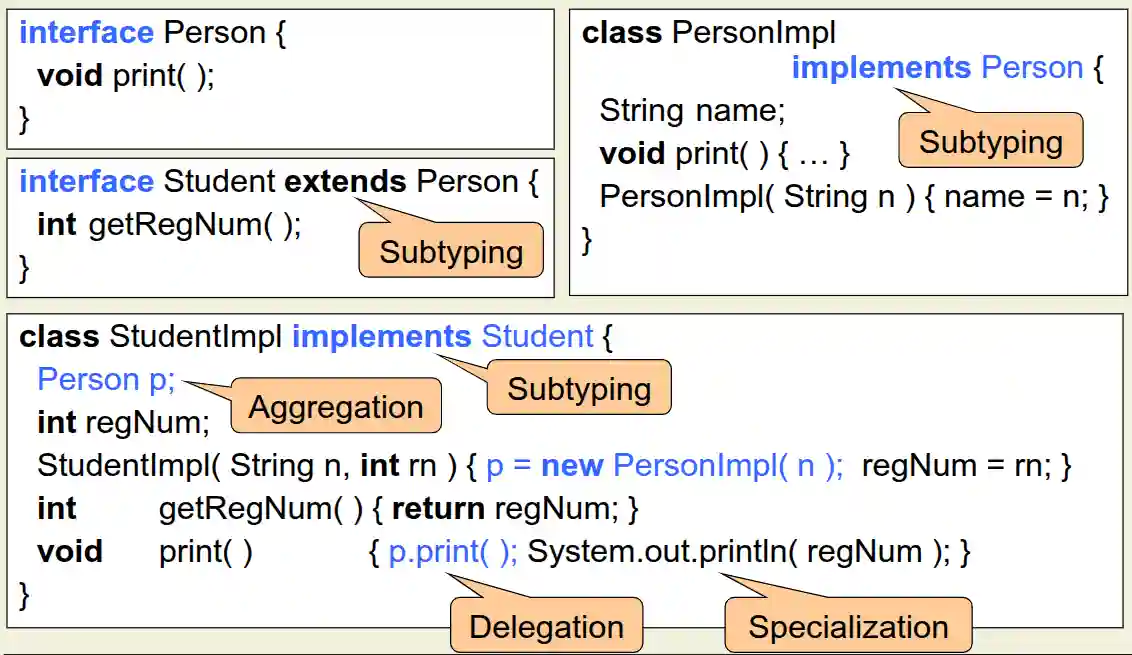 interface Person {
void print( );
}
class PersonImpl
implements Person {
String name;
void print( ) { … }
PersonImpl( String n ) { name = n; }
}
Subtyping
interface Student extends Person {
int getRegNum( );
}
Subtyping
class StudentImpl implements Student {
Person p;
int regNum;
StudentImpl( String n, int rn ) { p = new PersonImpl( n ); regNum = rn; }
int getRegNum( ) { return regNum; }
void print( ) { p.print( ); System.out.println( regNum ); }
}
Subtyping
Aggregation
Delegation
Specialization